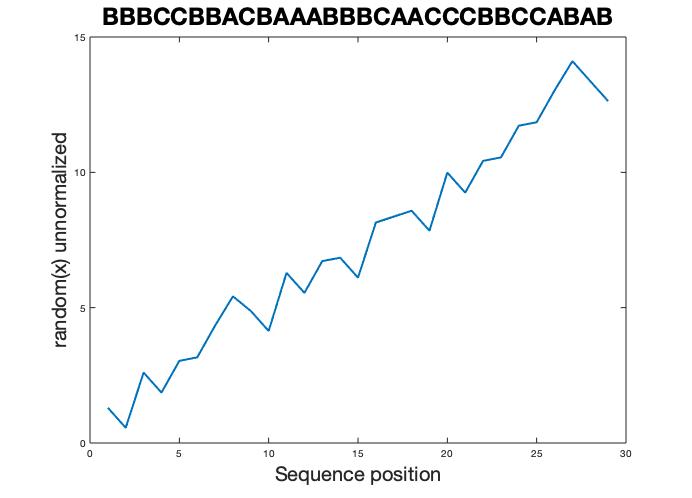 BBBCCBBACBAAABBBCAACCCBBCCABAB
random(x) unnormalized
15
10
5
0
0 5 10 15 20 25 30
Sequence position